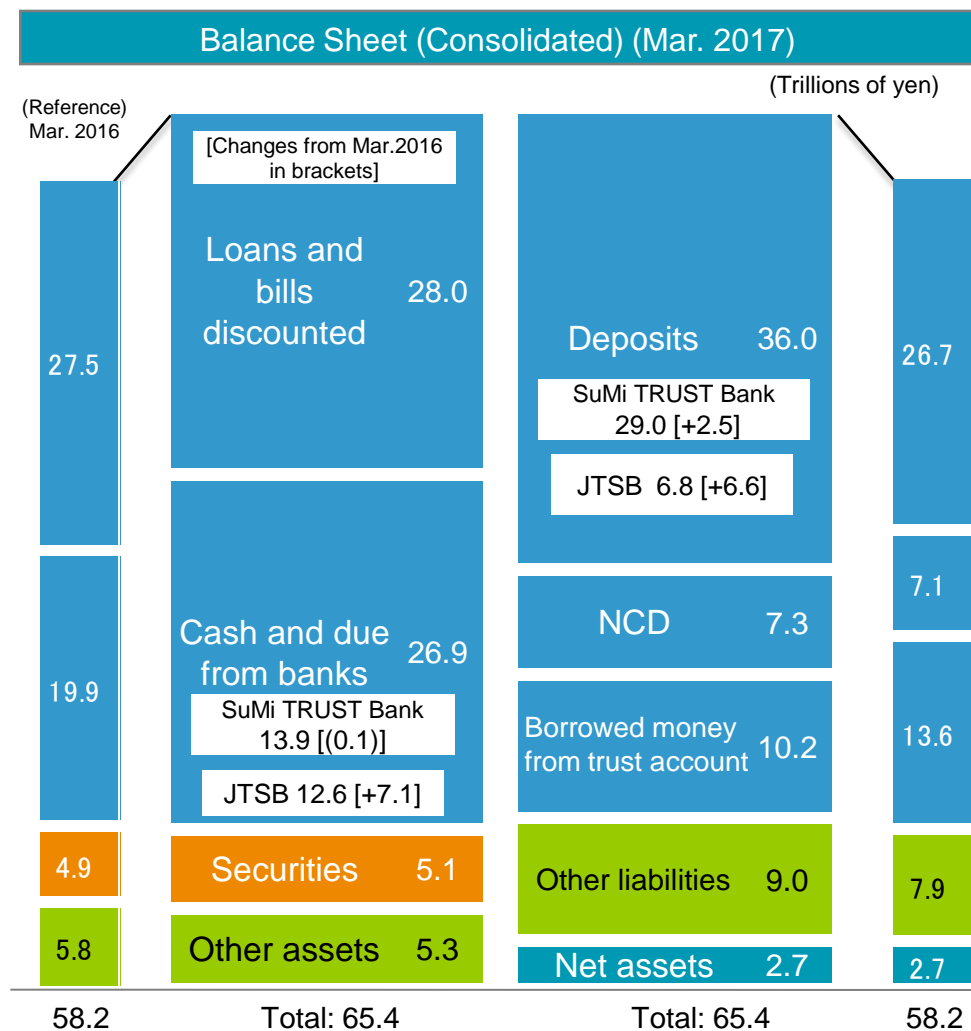 Balance Sheet (Consolidated) (Mar. 2017)
(Trillions of yen)
(Reference)
Mar. 2016
[Changes from Mar.2016
in brackets]
27.5
19.9
4.9
5.8
58.2
Loans and
bills
discounted
28.0
Cash and due
from banks
26.9
SuMi TRUST Bank
13.9 [(0.1)]
JTSB 12.6 [+7.1]
Securities 5.1
Other assets 5.3
Total: 65.4
Deposits 36.0
SuMi TRUST Bank
29.0 [+2.5]
JTSB 6.8 [+6.6]
NCD 7.3
Borrowed money
from trust account
10.2
Other liabilities 9.0
Net assets 2.7
Total: 65.4
26.7
7.1
13.6
7.9
2.7
58.2